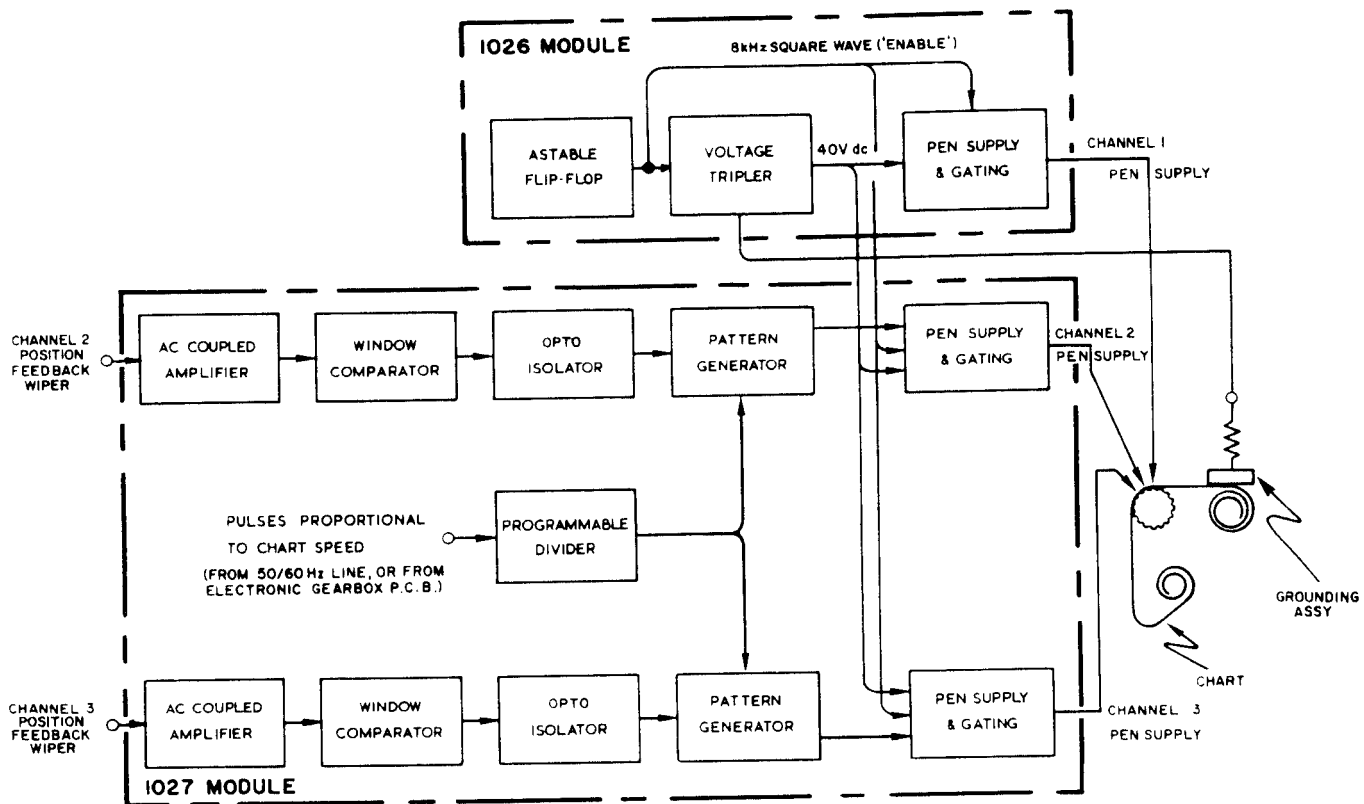 1026 MODULE
8kHz SQUARE WAVE ('ENABLE')
ASTABLE
FLIP-FLOP
VOLTAGE
TRIPLER
40V dc
PEN SUPPLY
& GATING
CHANNEL 1
PEN SUPPLY
CHANNEL 2
POSITION
FEEDBACK
WIPER
AC COUPLED
AMPLIFIER
WINDOW
COMPARATOR
OPTO
ISOLATOR
PATTERN
GENERATOR
PEN SUPPLY
& GATING
CHANNEL 2
PEN SUPPLY
PULSES PROPORTIONAL
TO CHART SPEED
(FROM 50/60 Hz LINE, OR FROM
ELECTRONIC GEARBOX P.C.B.)
PROGRAMMABLE
DIVIDER
GROUNDING
ASSY
CHART
CHANNEL 3
POSITION
FEEDBACK
WIPER
AC COUPLED
AMPLIFIER
WINDOW
COMPARATOR
OPTO
ISOLATOR
PATTERN
GENERATOR
PEN SUPPLY
& GATING
CHANNEL 3
PEN SUPPLY
1027 MODULE